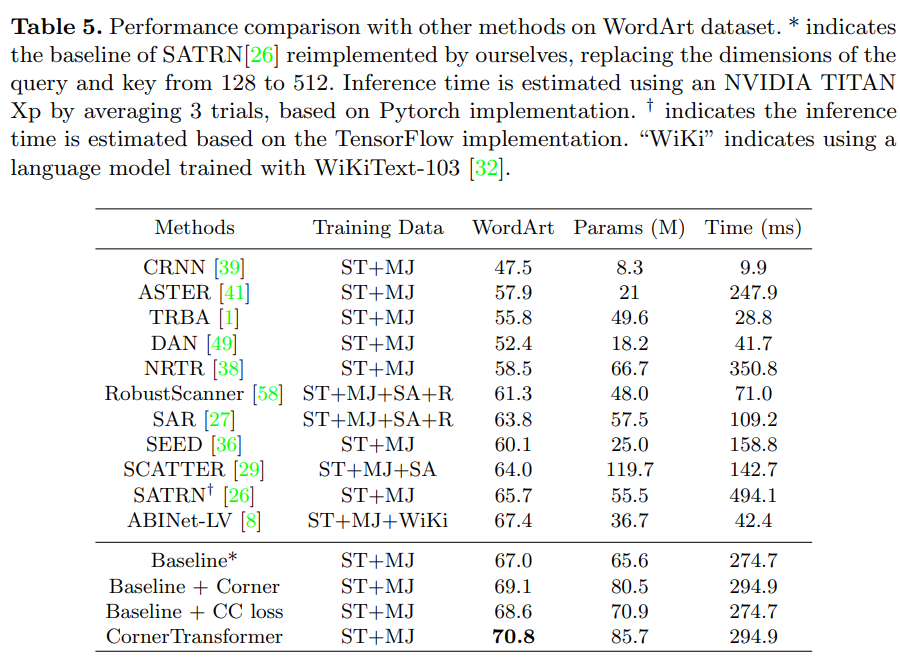 Table 5. Performance comparison with other methods on WordArt dataset. * indicates
the baseline of SATRN[26] reimplemented by ourselves, replacing the dimensions of the
query and key from 128 to 512. Inference time is estimated using an NVIDIA TITAN
Xp by averaging 3 trials, based on Pytorch implementation. † indicates the inference
time is estimated based on the TensorFlow implementation. “WiKi” indicates using a
language model trained with WiKiText-103 [32].
Methods Training Data WordArt Params (M) Time (ms)
CRNN [39] ST+MJ 47.5 8.3 9.9
ASTER [41] ST+MJ 57.9 21 247.9
TRBA [1] ST+MJ 55.8 49.6 28.8
DAN [49] ST+MJ 52.4 18.2 41.7
NRTR [38] ST+MJ 58.5 66.7 350.8
RobustScanner [58] ST+MJ+SA+R 61.3 48.0 71.0
SAR [27] ST+MJ+SA+R 63.8 57.5 109.2
SEED [36] ST+MJ 60.1 25.0 158.8
SCATTER [29] ST+MJ+SA 64.0 119.7 142.7
SATRN† [26] ST+MJ 65.7 55.5 494.1
ABINet-LV [8] ST+MJ+WiKi 67.4 36.7 42.4
Baseline* ST+MJ 67.0 65.6 274.7
Baseline + Corner ST+MJ 69.1 80.5 294.9
Baseline + CC loss ST+MJ 68.6 70.9 274.7
CornerTransformer ST+MJ 70.8 85.7 294.9